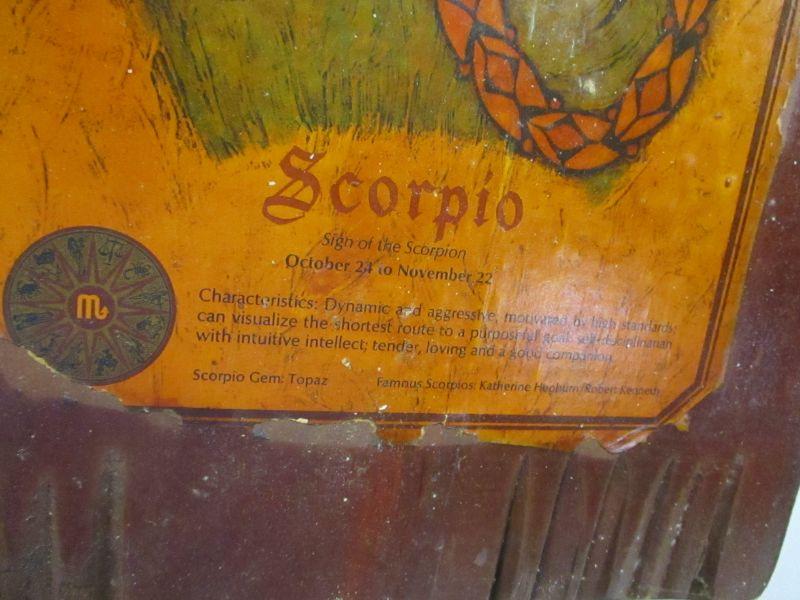 Scorpio
Sign of the Scorpion
October 24 to November 22
Characteristics: Dynamic and aggressive, motivated by high standards;
can visualize the shortest route to a purposeful goal; self-disciplinarian
with intuitive intellect; tender, loving and a good companion.
Scorpio Gem: Topaz
Famous Scorpios: Katherine Hepburn/Robert Kennedy